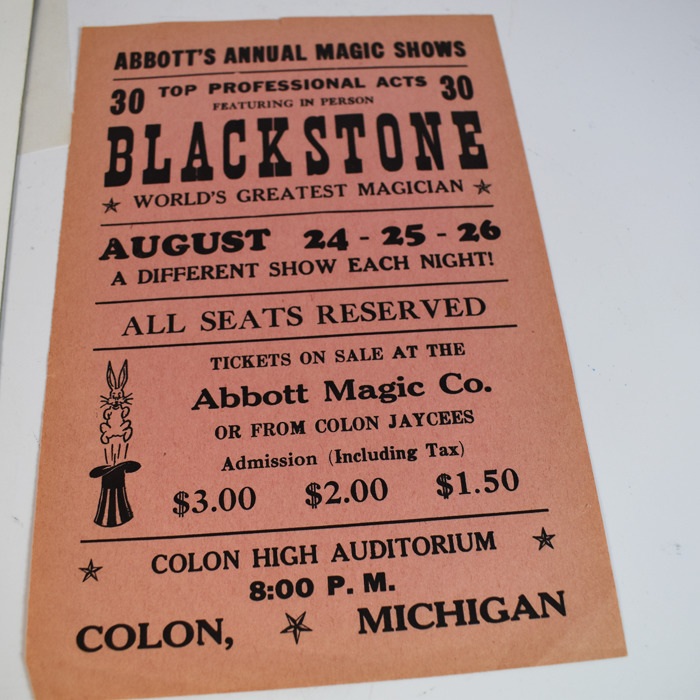 ABBOTT'S ANNUAL MAGIC SHOWS
30 TOP PROFESSIONAL ACTS 30
FEATURING IN PERSON
BLACKSTONE
WORLD'S GREATEST MAGICIAN
AUGUST 24 - 25 - 26
A DIFFERENT SHOW EACH NIGHT!
ALL SEATS RESERVED
TICKETS ON SALE AT THE
Abbott Magic Co.
OR FROM COLON JAYCEES
Admission (Including Tax)
$3.00 $2.00 $1.50
COLON HIGH AUDITORIUM
8:00 P. M.
COLON, MICHIGAN